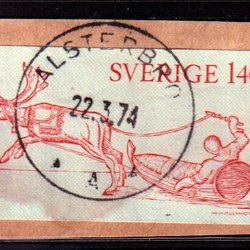 ALSTERBRO
SVERIGE 140
22.3.74
A